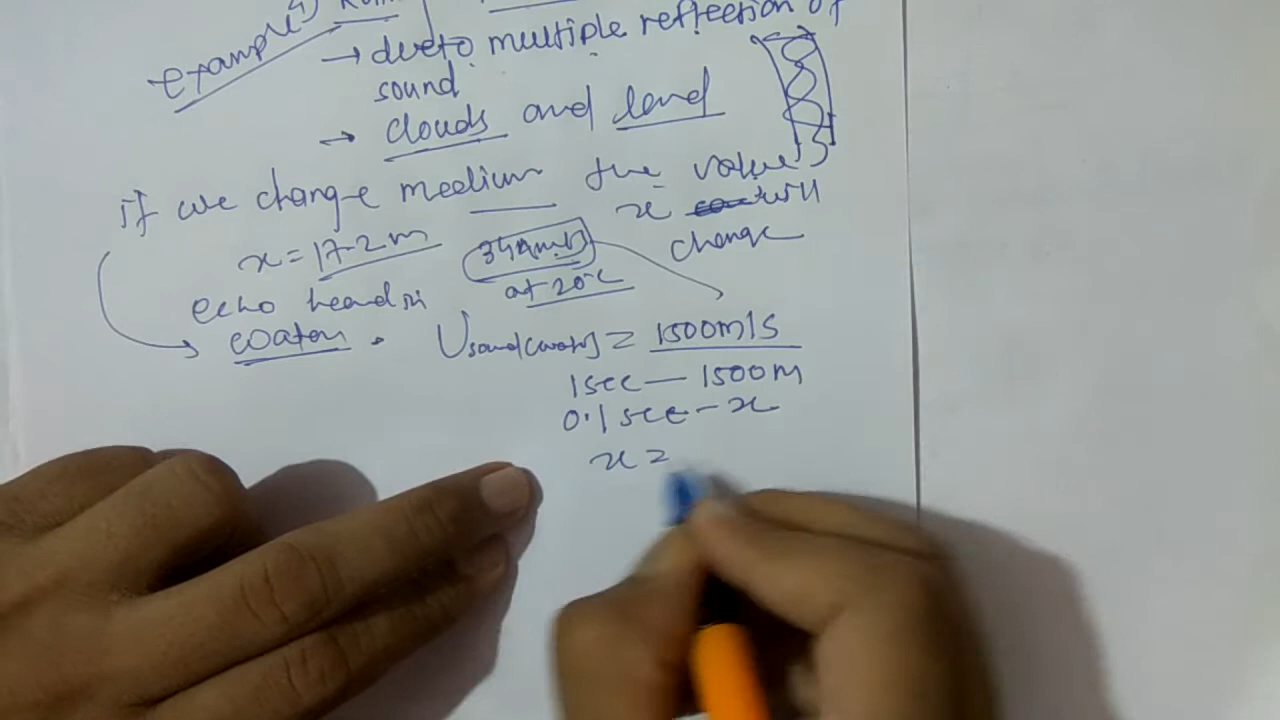 example
→ due to multiple reflection of
sound
→ clouds and land
if we change medium the value
x will
change
x = 17.2m
344m/s
at 20°C
echo heard in
water.
Usound(water) = 1500m/s
1sec — 1500m
0.1sec - x
x =